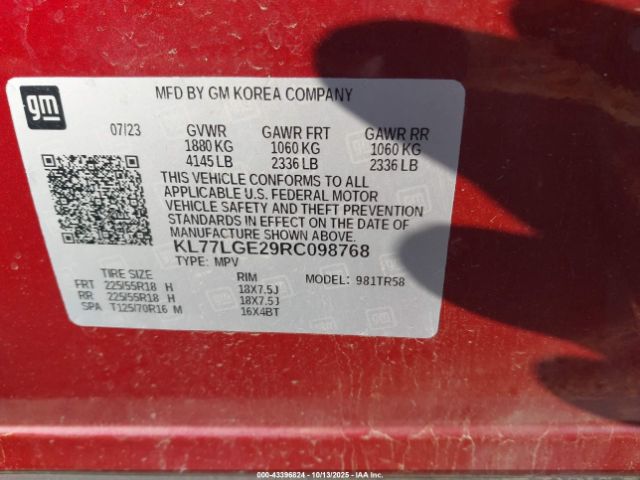 gm
MFD BY GM KOREA COMPANY
07/23 GVWR GAWR FRT GAWR RR
1880 KG 1060 KG 1060 KG
4145 LB 2336 LB 2336 LB
THIS VEHICLE CONFORMS TO ALL
APPLICABLE U.S. FEDERAL MOTOR
VEHICLE SAFETY AND THEFT PREVENTION
STANDARDS IN EFFECT ON THE DATE OF
MANUFACTURE SHOWN ABOVE.
KL77LGE29RC098768
TYPE: MPV MODEL: 981TR58
TIRE SIZE RIM
FRT 225/55R18 H 18X7.5J
RR 225/55R18 H 18X7.5J
SPA T125/70R16 M 16X4BT
© 43396824 | 10/13/2025 | © IAA, Inc.